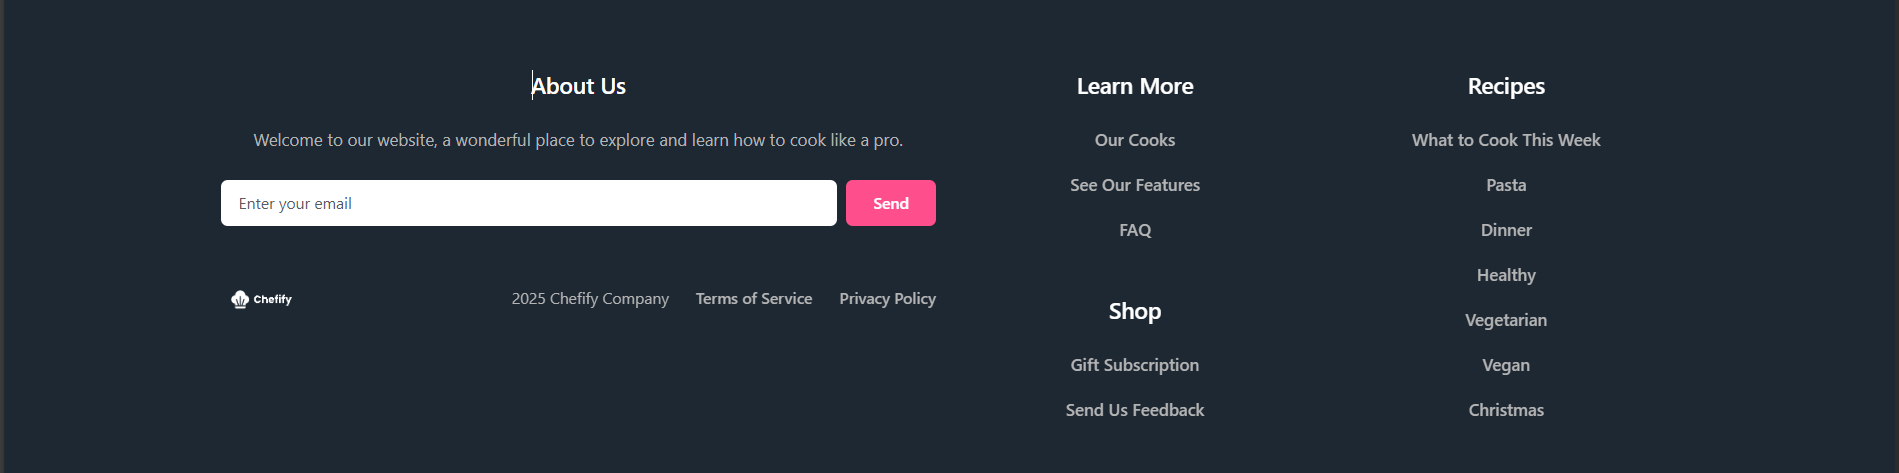 About Us
Welcome to our website, a wonderful place to explore and learn how to cook like a pro.
Enter your email
Send
Chefify
2025 Chefify Company
Terms of Service
Privacy Policy
Learn More
Our Cooks
See Our Features
FAQ
Shop
Gift Subscription
Send Us Feedback
Recipes
What to Cook This Week
Pasta
Dinner
Healthy
Vegetarian
Vegan
Christmas